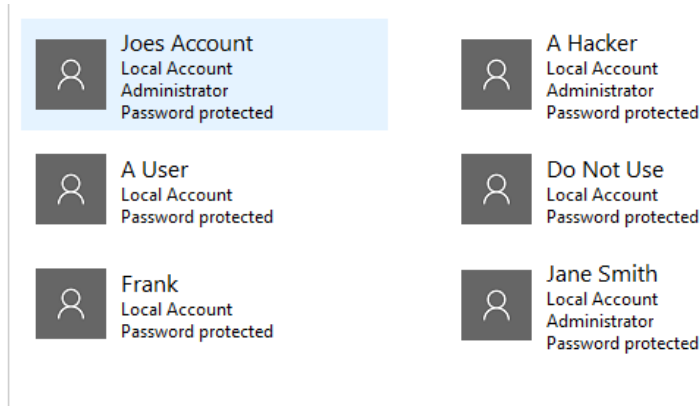 Joes Account
Local Account
Administrator
Password protected
A Hacker
Local Account
Administrator
Password protected
A User
Local Account
Password protected
Do Not Use
Local Account
Password protected
Frank
Local Account
Password protected
Jane Smith
Local Account
Administrator
Password protected